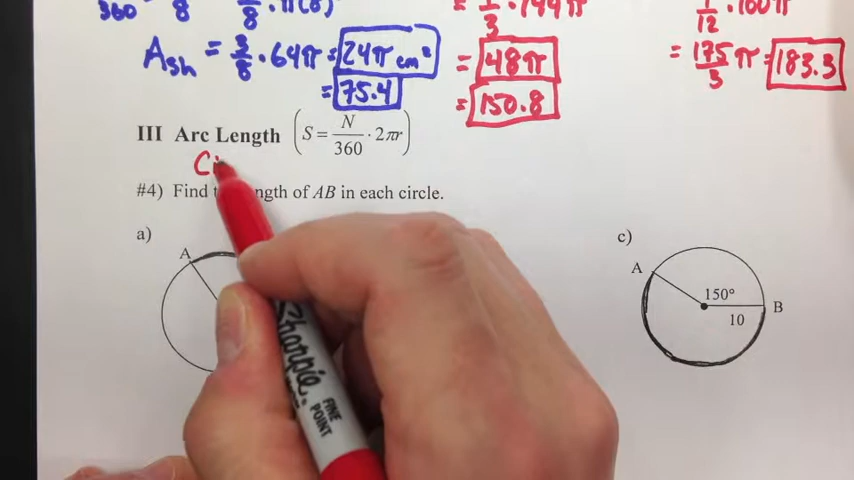 360 8 8 · π(8)
= 1/3 · 144π
1/12 · 100π
A_sh = 3/8 · 64π = 24π cm²
= 75.4
= 48π
= 150.8
= 175/3 π = 183.3
III Arc Length (S = N/360 · 2πr)
Ci
#4) Find length of AB in each circle.
a)
A
c)
A
150°
B
10
Sharpie.
FINE
POINT